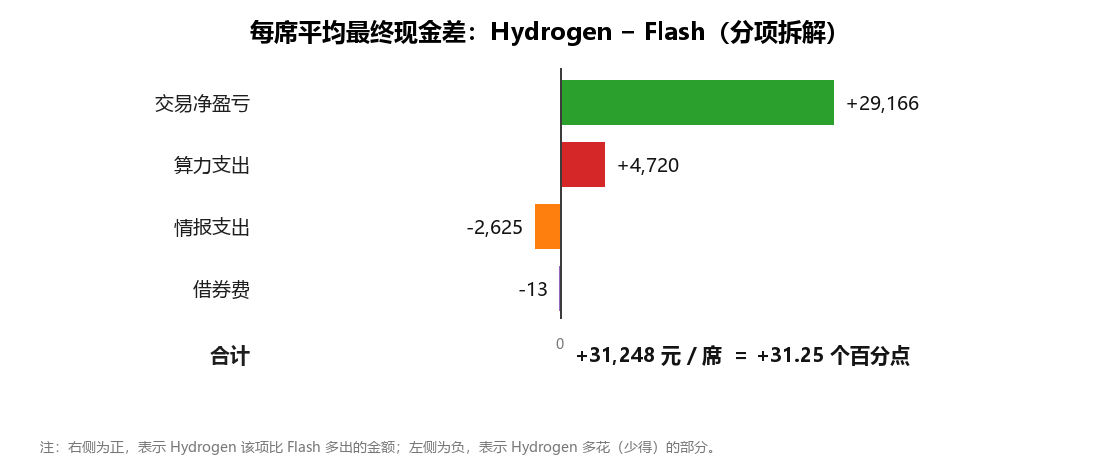 每席平均最终现金差：Hydrogen − Flash（分项拆解）
交易净盈亏 +29,166
算力支出 +4,720
情报支出 -2,625
借券费 -13
0
合计 +31,248 元 / 席 = +31.25 个百分点
注：右侧为正，表示 Hydrogen 该项比 Flash 多出的金额；左侧为负，表示 Hydrogen 多花（少得）的部分。